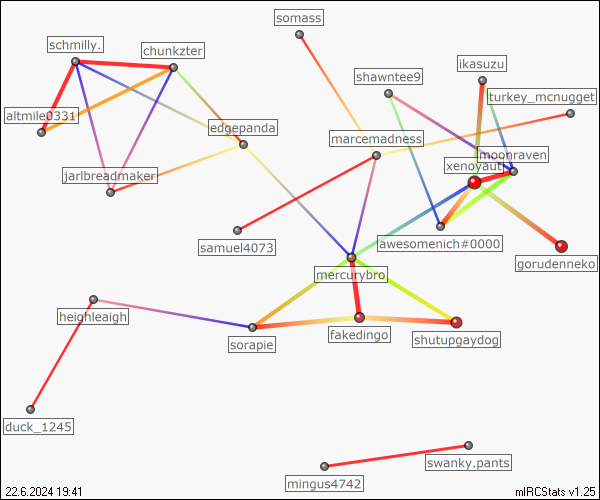 somass
schmilly.
chunkzter
shawntee9
ikasuzu
turkey_mcnugget
altmile0331
edgepanda
marcemadness
moonraven
xenoyaut
jarlbreadmaker
samuel4073
awesomenich#0000
gorudenneko
mercurybro
heighleaigh
sorapie
fakedingo
shutupgaydog
duck_1245
swanky.pants
mingus4742
22.6.2024 19:41
mIRCStats v1.25